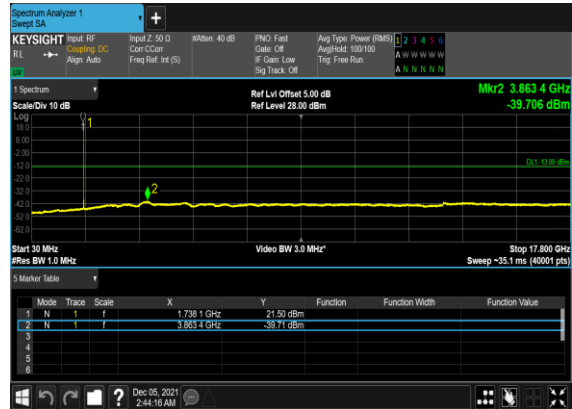 Spectrum Analyzer 1
Swept SA
+
KEYSIGHT Input: RF Input Z: 50 Ω #Atten: 40 dB PNO: Fast Avg Type: Power (RMS) 1 2 3 4 5 6
RL Coupling: DC Corr CCorr Gate: Off Avg|Hold: 100/100 A W W W W W
Align: Auto Freq Ref: Int (S) IF Gain: Low Trig: Free Run
Sig Track: Off A N N N N N
1 Spectrum Ref Lvl Offset 5.00 dB Mkr2 3.863 4 GHz
Scale/Div 10 dB Ref Level 28.00 dBm -39.706 dBm
Log
18.0
1
8.00
-2.00
-12.0
DL1 -13.00 dBm
-22.0
-32.0
2
-42.0
-52.0
-62.0
Start 30 MHz Video BW 3.0 MHz* Stop 17.800 GHz
#Res BW 1.0 MHz Sweep ~35.1 ms (40001 pts)
5 Marker Table
Mode Trace Scale X Y Function Function Width Function Value
1 N 1 f 1.738 1 GHz 21.50 dBm
2 N 1 f 3.863 4 GHz -39.71 dBm
3
4
5
6
? Dec 05, 2021
2:44:16 AM